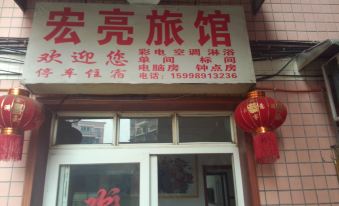 宏亮旅馆
欢迎您
停车住宿
彩电 空调 淋浴
单间 标间
电脑房 钟点房
电话：15998913236